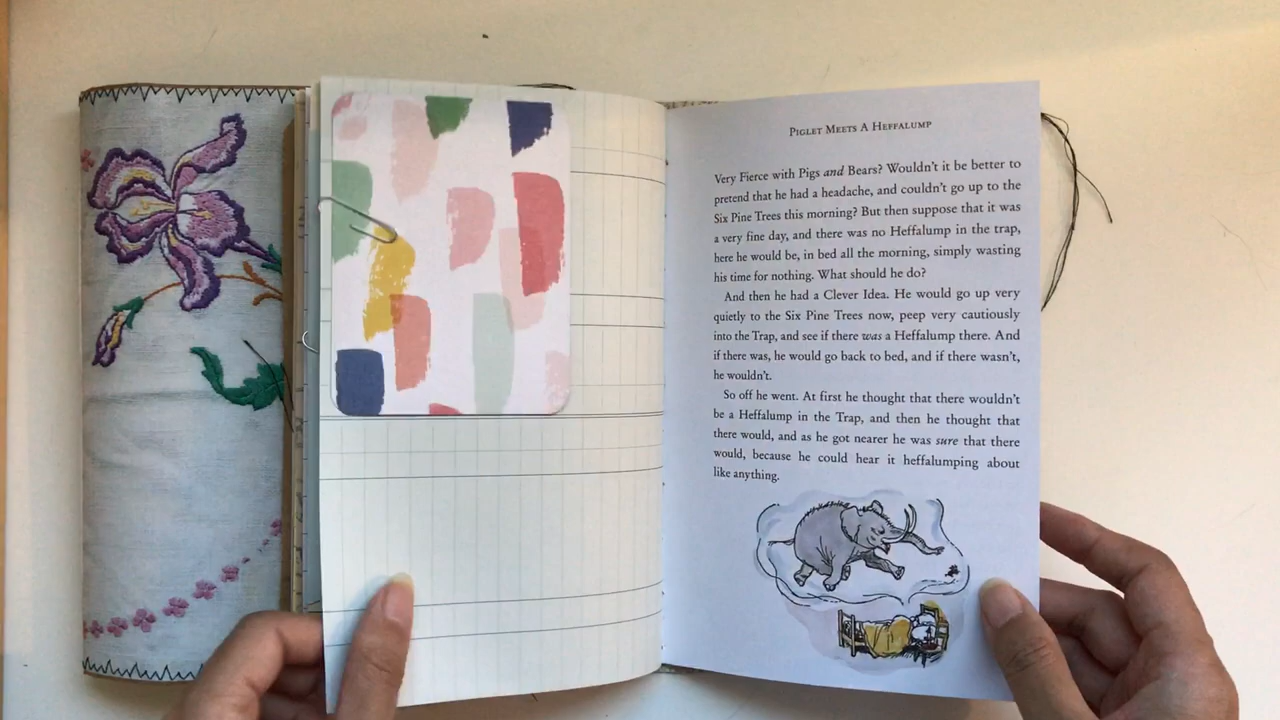 Piglet Meets A Heffalump
Very Fierce with Pigs and Bears? Wouldn't it be better to
pretend that he had a headache, and couldn't go up to the
Six Pine Trees this morning? But then suppose that it was
a very fine day, and there was no Heffalump in the trap,
here he would be, in bed all the morning, simply wasting
his time for nothing. What should he do?
And then he had a Clever Idea. He would go up very
quietly to the Six Pine Trees now, peep very cautiously
into the Trap, and see if there was a Heffalump there. And
if there was, he would go back to bed, and if there wasn't,
he wouldn't.
So off he went. At first he thought that there wouldn't
be a Heffalump in the Trap, and then he thought that
there would, and as he got nearer he was sure that there
would, because he could hear it heffalumping about
like anything.